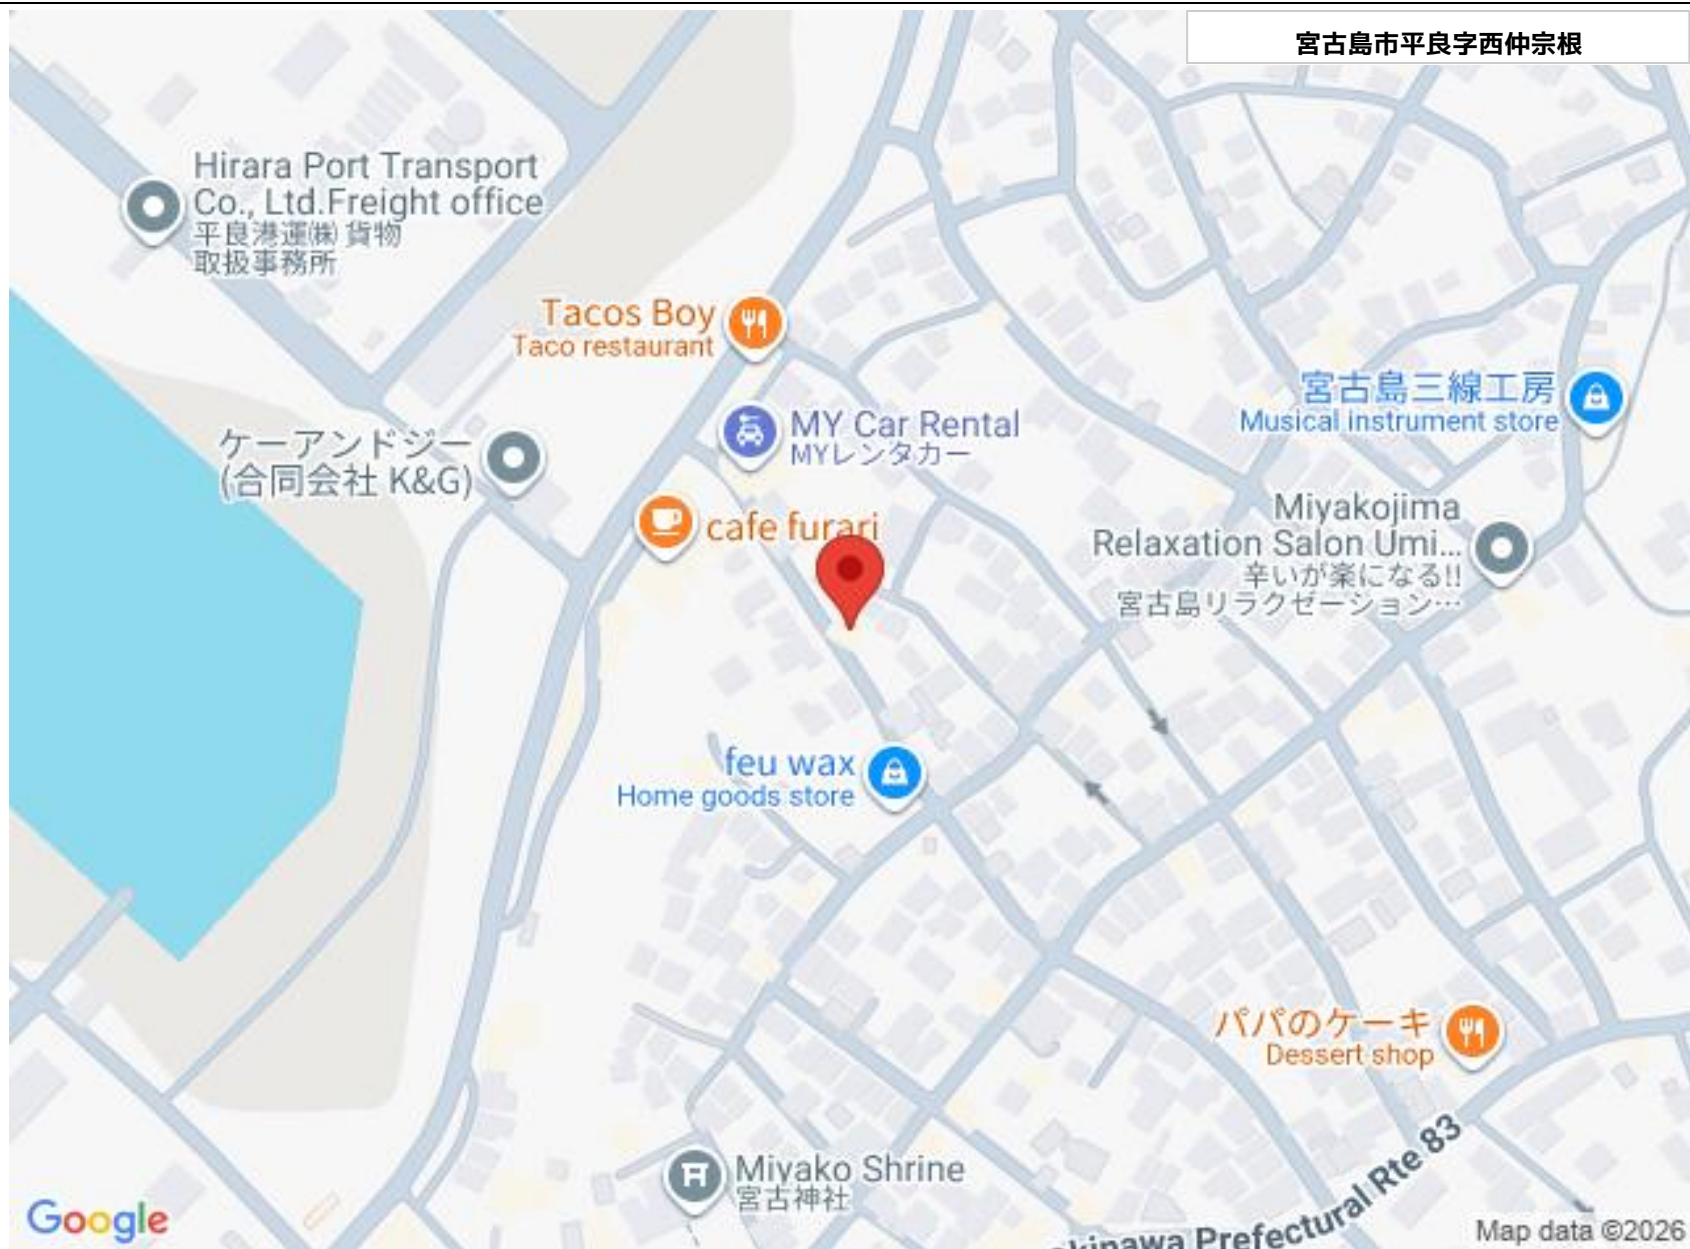 宮古島市平良字西仲宗根
Hirara Port Transport
Co., Ltd.Freight office
平良港運㈱ 貨物
取扱事務所
Tacos Boy
Taco restaurant
MY Car Rental
MYレンタカー
宮古島三線工房
Musical instrument store
ケーアンドジー
(合同会社 K&G)
cafe furari
Miyakojima
Relaxation Salon Umi...
辛いが楽になる!!
宮古島リラクゼーション…
feu wax
Home goods store
パパのケーキ
Dessert shop
Miyako Shrine
宮古神社
kinawa Prefectural Rte 83
Google
Map data ©2026